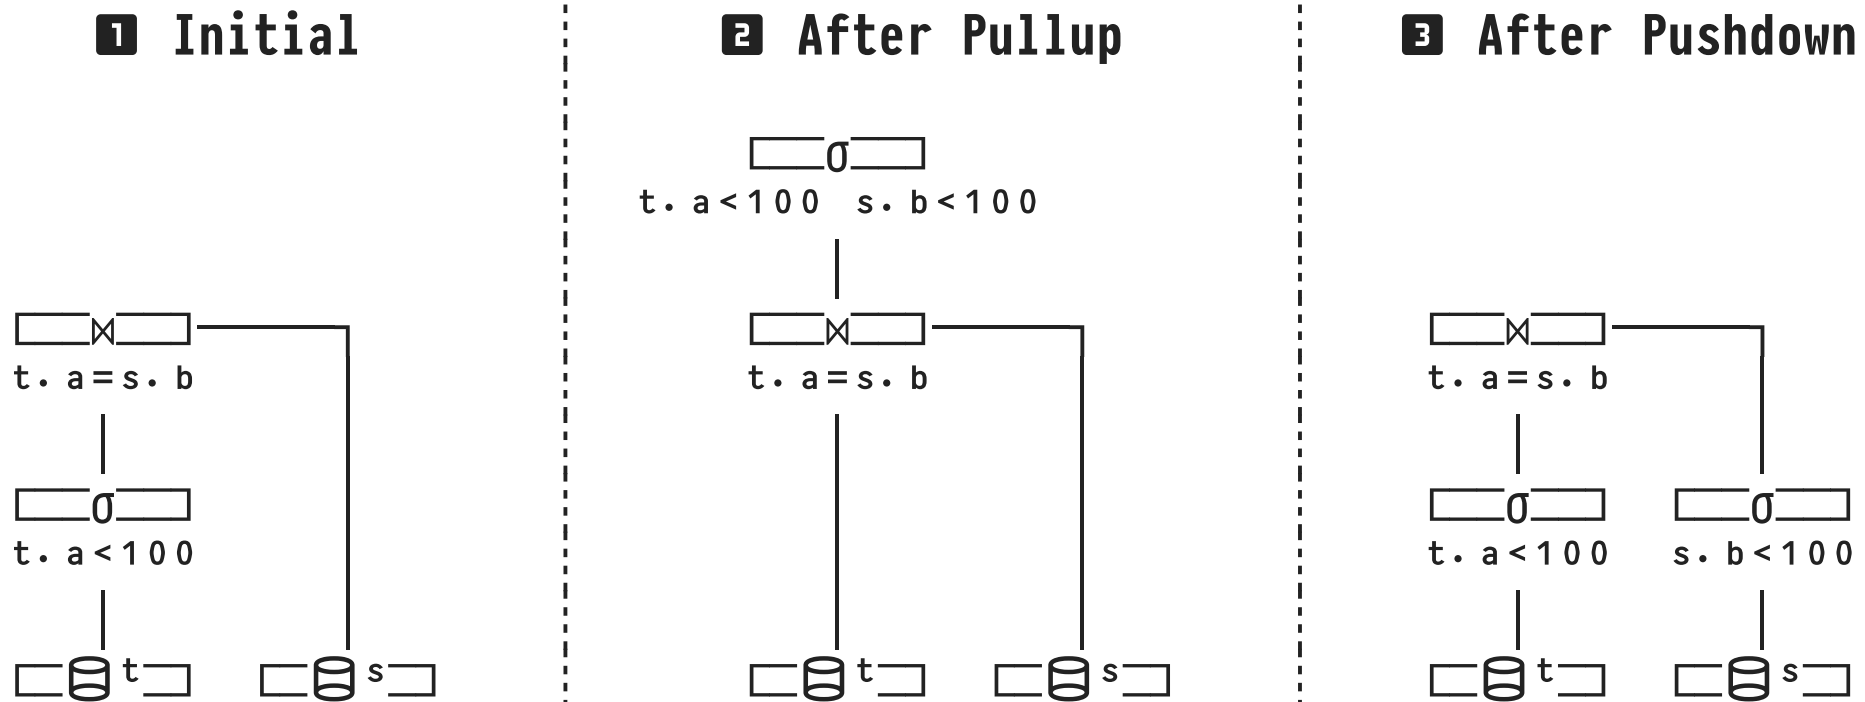 1 Initial
⋈
t.a=s.b
σ
t.a<100
t
s
2 After Pullup
σ
t.a<100 s.b<100
⋈
t.a=s.b
t
s
3 After Pushdown
⋈
t.a=s.b
σ
t.a<100
σ
s.b<100
t
s